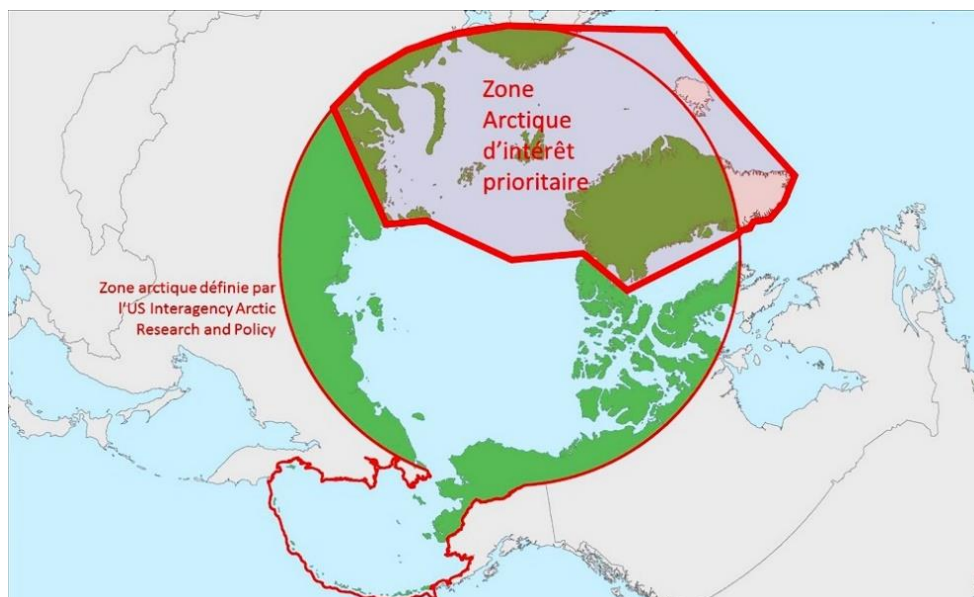 Zone
Arctique
d'intérêt
prioritaire
Zone arctique définie par
l'US Interagency Arctic
Research and Policy